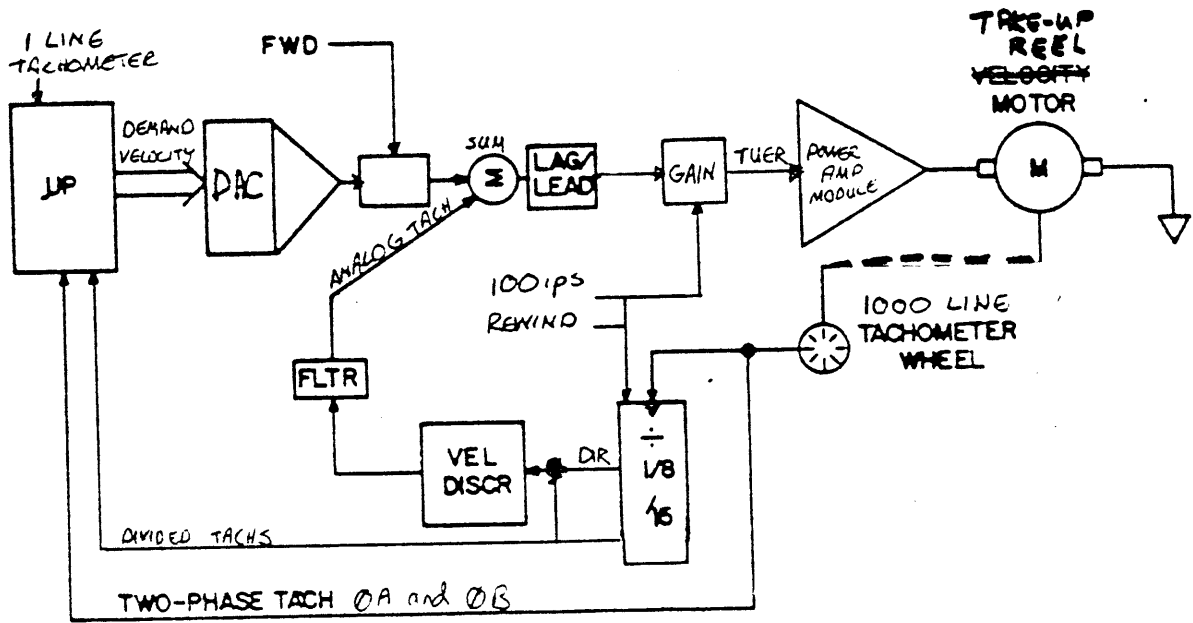 1 LINE
TACHOMETER
FWD
TAKE-UP
REEL
VELOCITY
MOTOR
DEMAND
VELOCITY
µP
DAC
SUM
Σ
LAG/
LEAD
GAIN
TUER
POWER
AMP
MODULE
M
ANALOG TACH
100 ips
REWIND
1000 LINE
TACHOMETER
WHEEL
FLTR
VEL
DISCR
DIR
÷
1/8
DIVIDED TACHS
TWO-PHASE TACH ØA and ØB